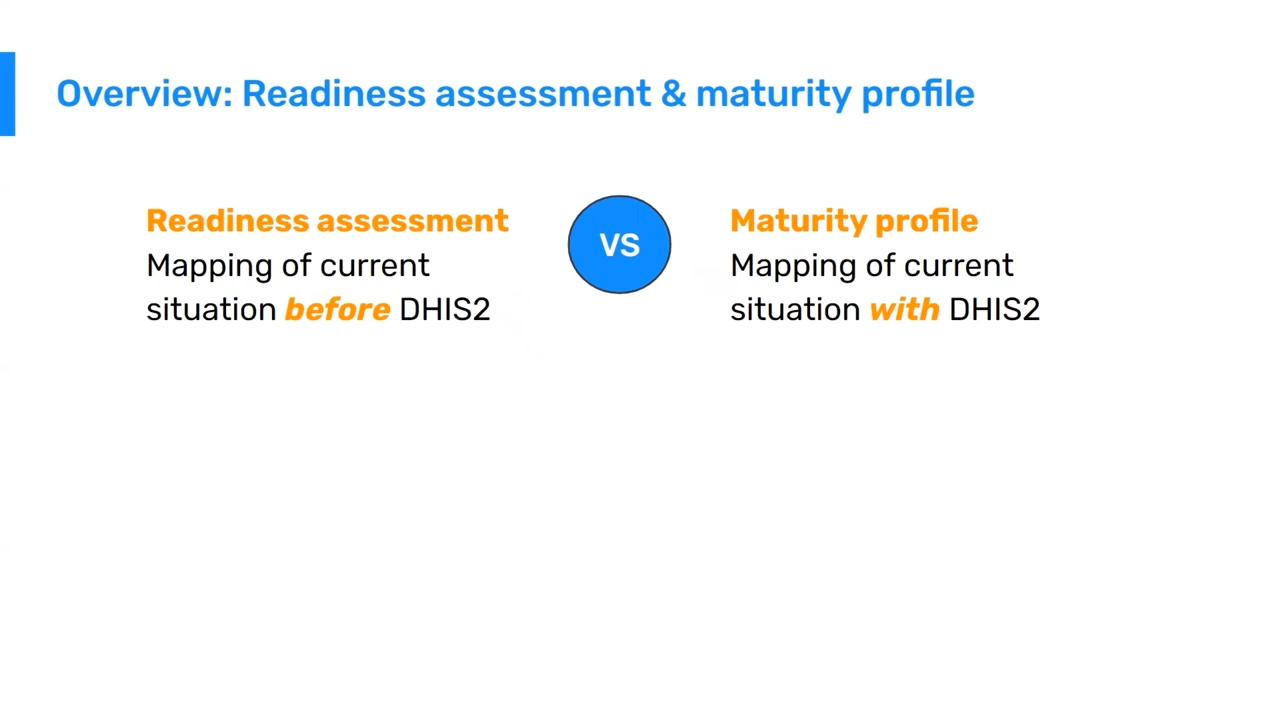 Overview: Readiness assessment & maturity profile
Readiness assessment
Mapping of current
situation before DHIS2
VS
Maturity profile
Mapping of current
situation with DHIS2